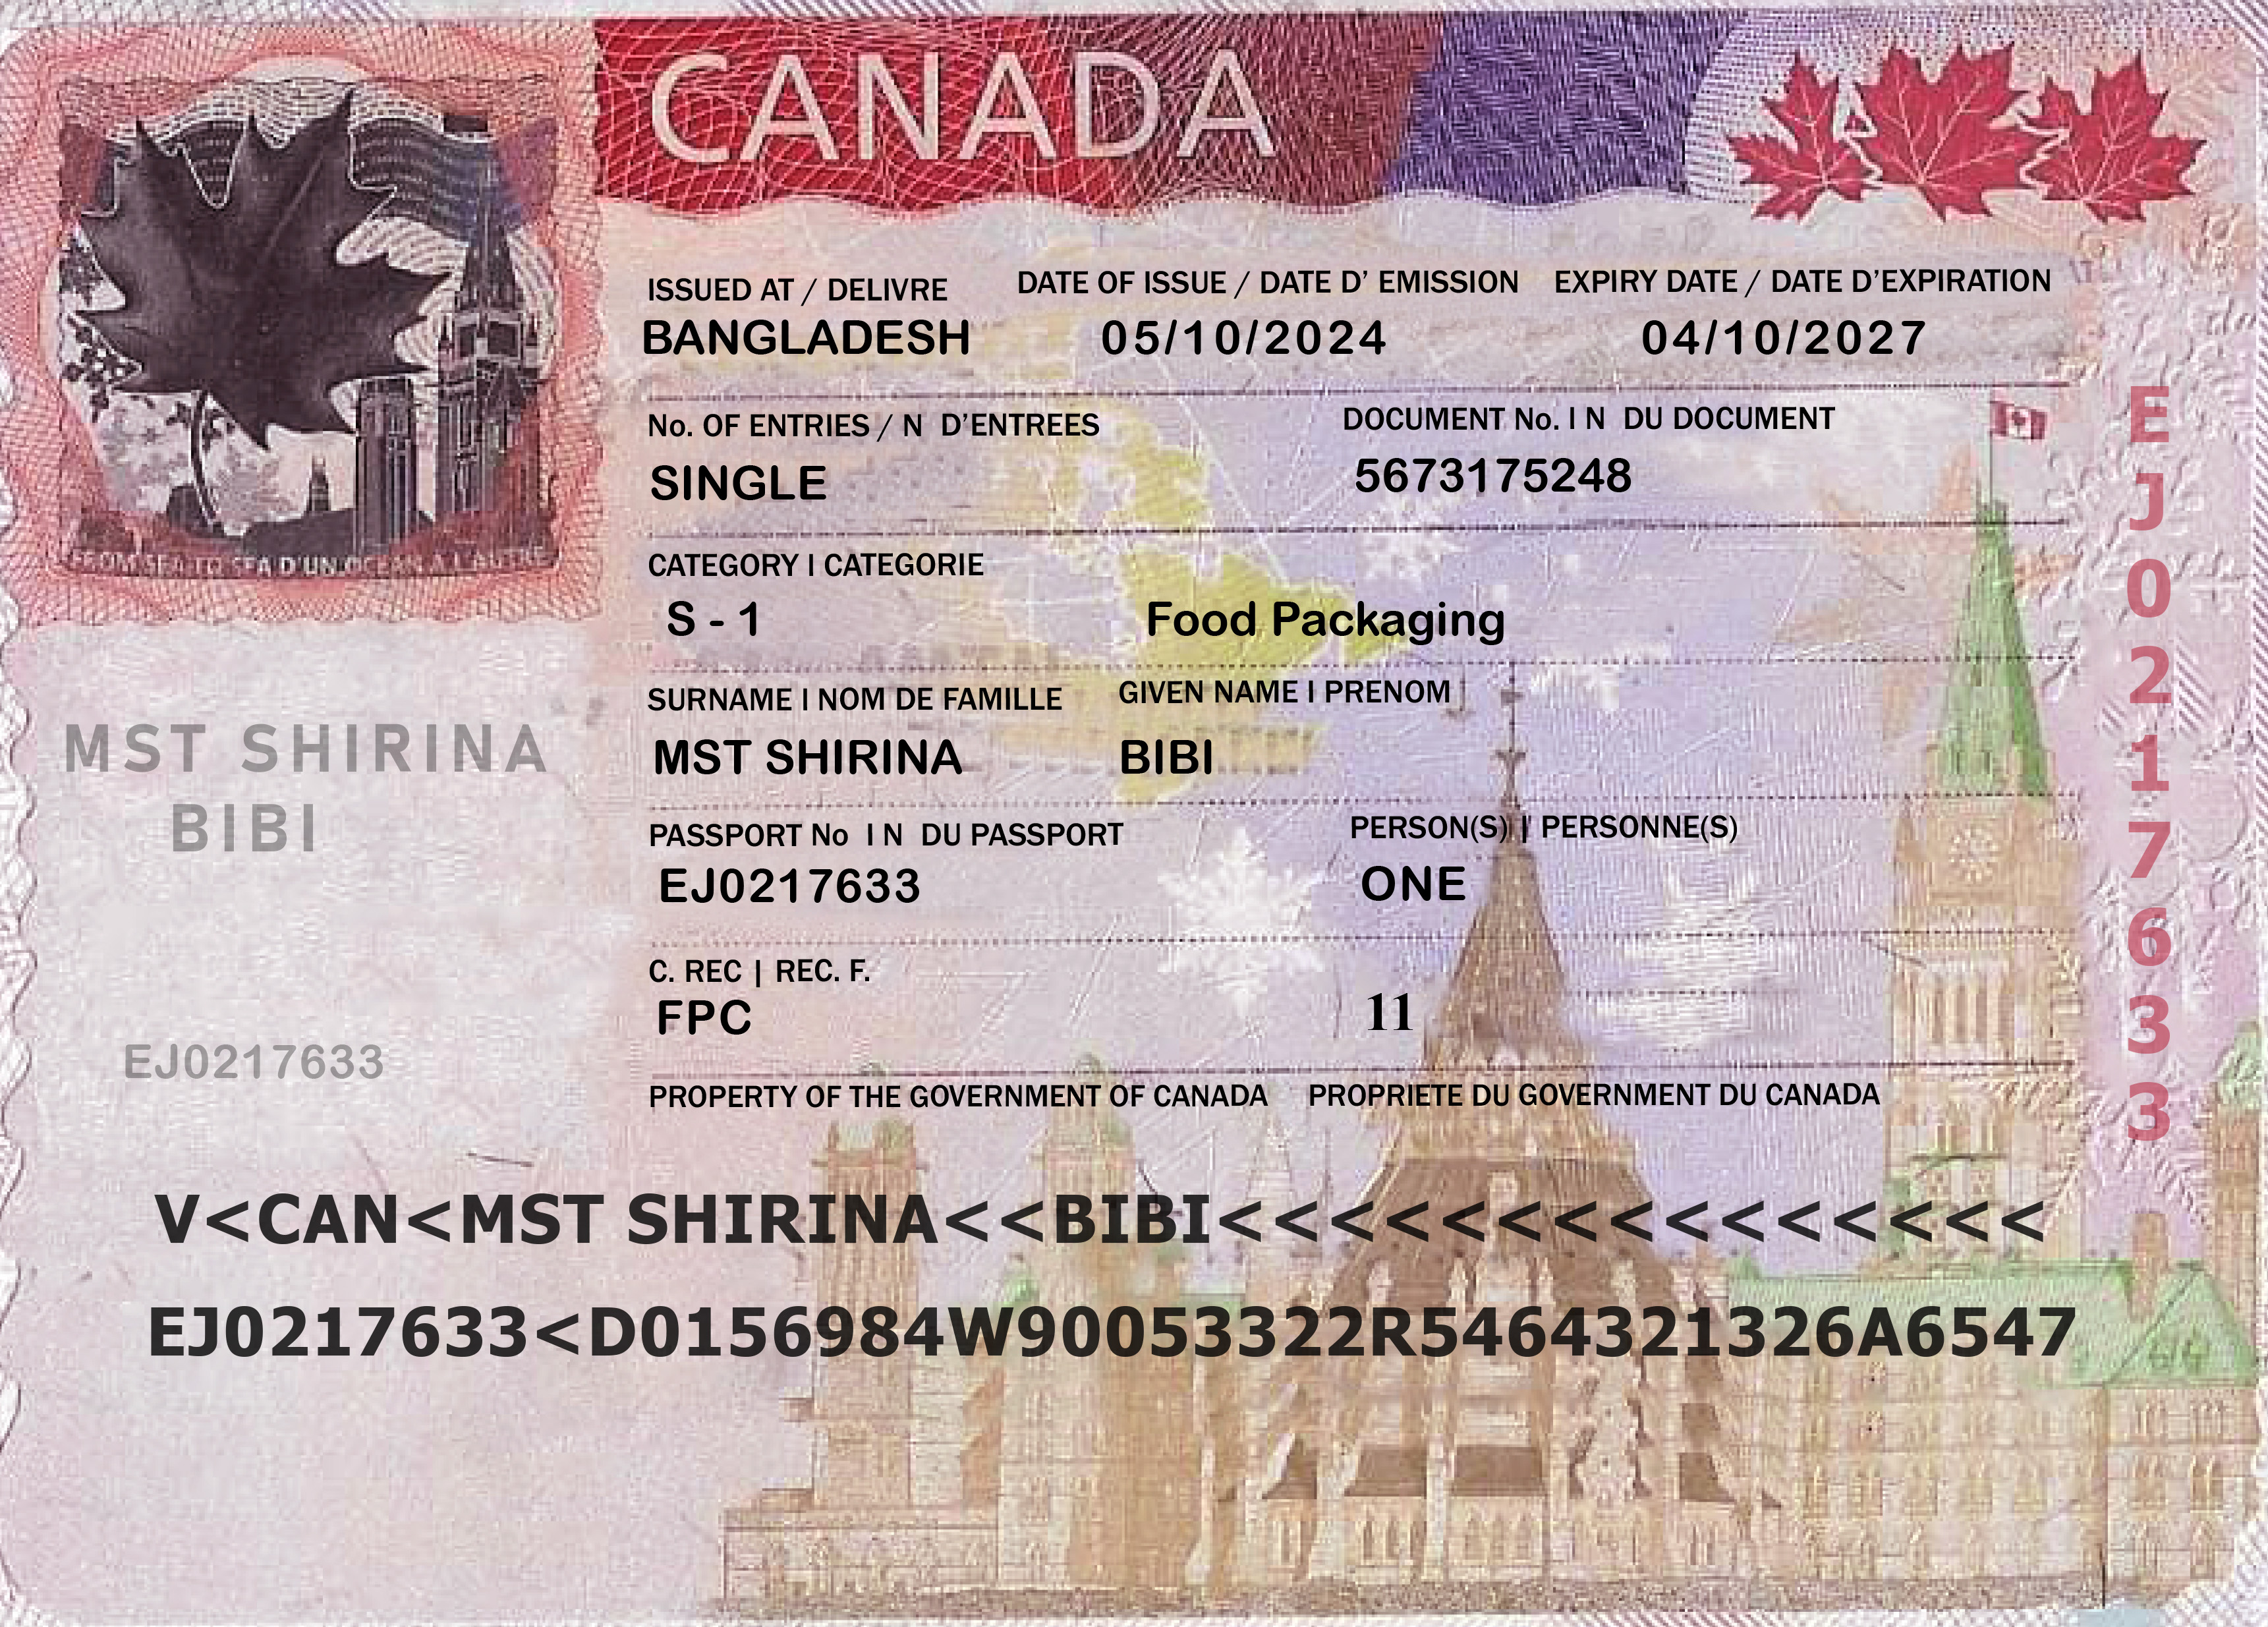 CANADA
FROM SEA TO SEA D'UN OCEAN A L'AUTRE
ISSUED AT / DELIVRE DATE OF ISSUE / DATE D' EMISSION EXPIRY DATE / DATE D'EXPIRATION
BANGLADESH 05/10/2024 04/10/2027
No. OF ENTRIES / N D'ENTREES DOCUMENT No. I N DU DOCUMENT
SINGLE 5673175248
CATEGORY I CATEGORIE
S - 1 Food Packaging
SURNAME I NOM DE FAMILLE GIVEN NAME I PRENOM
MST SHIRINA BIBI
PASSPORT No I N DU PASSPORT PERSON(S) | PERSONNE(S)
EJ0217633 ONE
C. REC | REC. F.
FPC 11
PROPERTY OF THE GOVERNMENT OF CANADA PROPRIETE DU GOVERNMENT DU CANADA
MST SHIRINA
BIBI
EJ0217633
EJ0217633
V<CAN<MST SHIRINA<<BIBI<<<<<<<<<<<<<<<
EJ0217633<D0156984W90053322R5464321326A6547